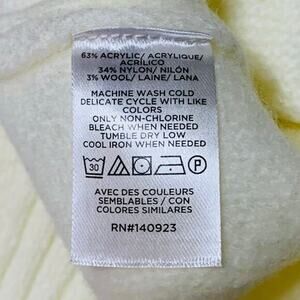 63% ACRYLIC/ ACRYLIQUE/
ACRÍLICO
34% NYLON/ NILÓN
3% WOOL/ LAINE/ LANA
MACHINE WASH COLD
DELICATE CYCLE WITH LIKE
COLORS
ONLY NON-CHLORINE
BLEACH WHEN NEEDED
TUMBLE DRY LOW
COOL IRON WHEN NEEDED
30 P
AVEC DES COULEURS
SEMBLABLES / CON
COLORES SIMILARES
RN#140923